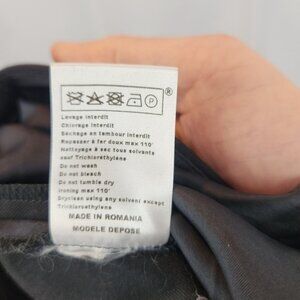 ®
P
Lavage interdit
Chlorage interdit
Sechage en tambour interdit
Repasser à fer doux max 110°
Nettoyage à sec tous solvants
sauf Trichlorethylene
Do not wash
Do not bleach
Do not tumble dry
Ironing max 110°
Dryclean using any solvent except
Trichloroethylene
MADE IN ROMANIA
MODELE DEPOSE